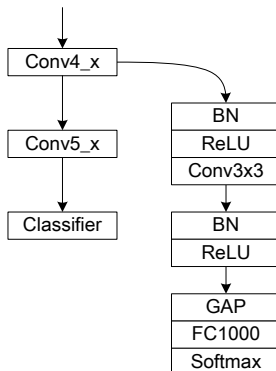 Conv4_x
Conv5_x
Classifier
BN
ReLU
Conv3x3
BN
ReLU
GAP
FC1000
Softmax